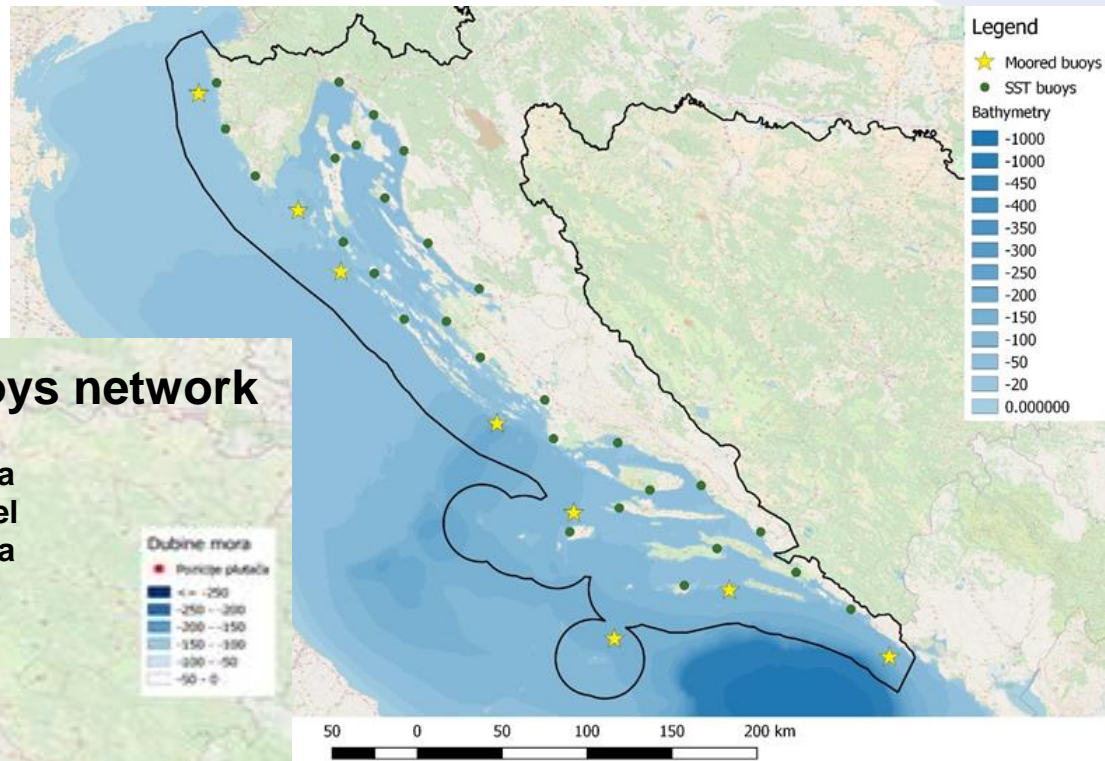 Legend
Moored buoys
SST buoys
Bathymetry
-1000
-1000
-450
-400
-350
-300
-250
-200
-150
-100
-50
-20
0.000000
oys network
a
el
a
Dubine mora
Pozicije plutača
<= -250
-250 - -200
-200 - -150
-150 - -100
-100 - -50
-50 - 0
50 0 50 100 150 200 km